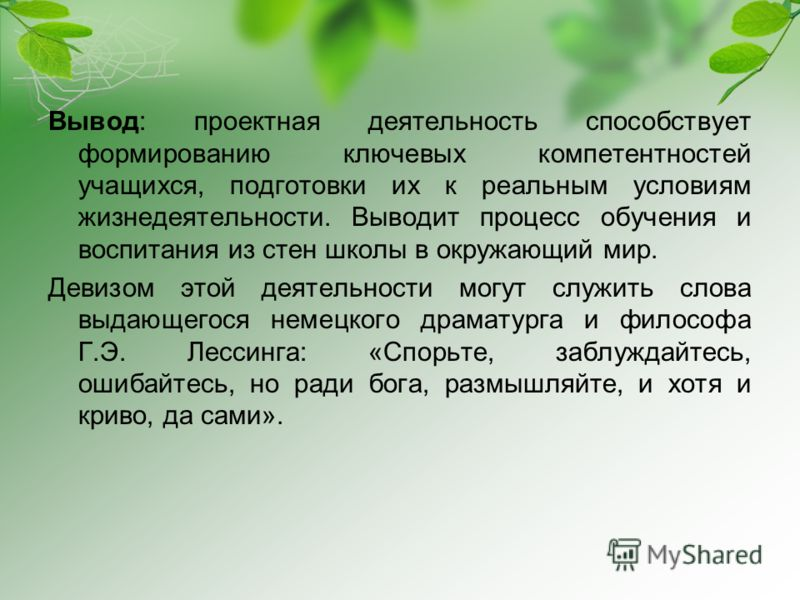 Вывод: проектная деятельность способствует
формированию ключевых компетентностей
учащихся, подготовки их к реальным условиям
жизнедеятельности. Выводит процесс обучения и
воспитания из стен школы в окружающий мир.
Девизом этой деятельности могут служить слова
выдающегося немецкого драматурга и философа
Г.Э. Лессинга: «Спорьте, заблуждайтесь,
ошибайтесь, но ради бога, размышляйте, и хотя и
криво, да сами».
MyShared